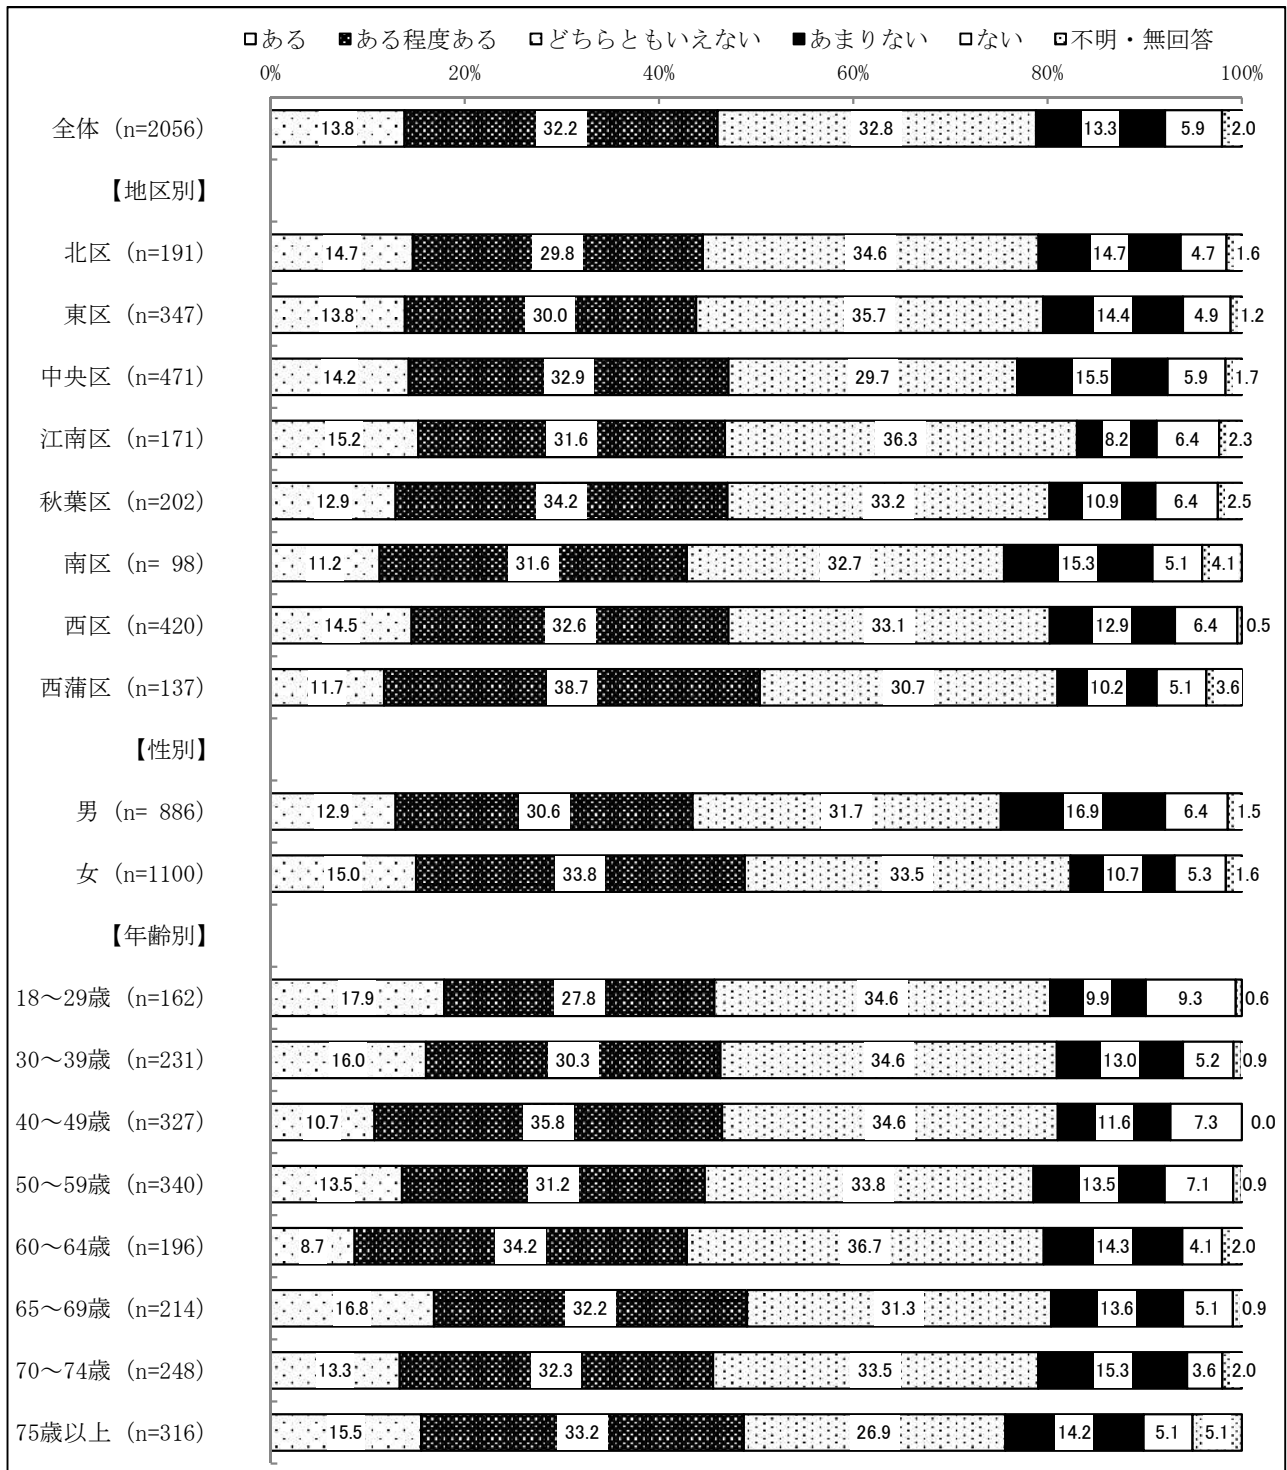 □ある ■ある程度ある □どちらともいえない ■あまりない □ない □不明・無回答
0% 20% 40% 60% 80% 100%
全体 (n=2056) 13.8 32.2 32.8 13.3 5.9 2.0
【地区別】
北区 (n=191) 14.7 29.8 34.6 14.7 4.7 1.6
東区 (n=347) 13.8 30.0 35.7 14.4 4.9 1.2
中央区 (n=471) 14.2 32.9 29.7 15.5 5.9 1.7
江南区 (n=171) 15.2 31.6 36.3 8.2 6.4 2.3
秋葉区 (n=202) 12.9 34.2 33.2 10.9 6.4 2.5
南区 (n= 98) 11.2 31.6 32.7 15.3 5.1 4.1
西区 (n=420) 14.5 32.6 33.1 12.9 6.4 0.5
西蒲区 (n=137) 11.7 38.7 30.7 10.2 5.1 3.6
【性別】
男 (n= 886) 12.9 30.6 31.7 16.9 6.4 1.5
女 (n=1100) 15.0 33.8 33.5 10.7 5.3 1.6
【年齢別】
18～29歳 (n=162) 17.9 27.8 34.6 9.9 9.3 0.6
30～39歳 (n=231) 16.0 30.3 34.6 13.0 5.2 0.9
40～49歳 (n=327) 10.7 35.8 34.6 11.6 7.3 0.0
50～59歳 (n=340) 13.5 31.2 33.8 13.5 7.1 0.9
60～64歳 (n=196) 8.7 34.2 36.7 14.3 4.1 2.0
65～69歳 (n=214) 16.8 32.2 31.3 13.6 5.1 0.9
70～74歳 (n=248) 13.3 32.3 33.5 15.3 3.6 2.0
75歳以上 (n=316) 15.5 33.2 26.9 14.2 5.1 5.1